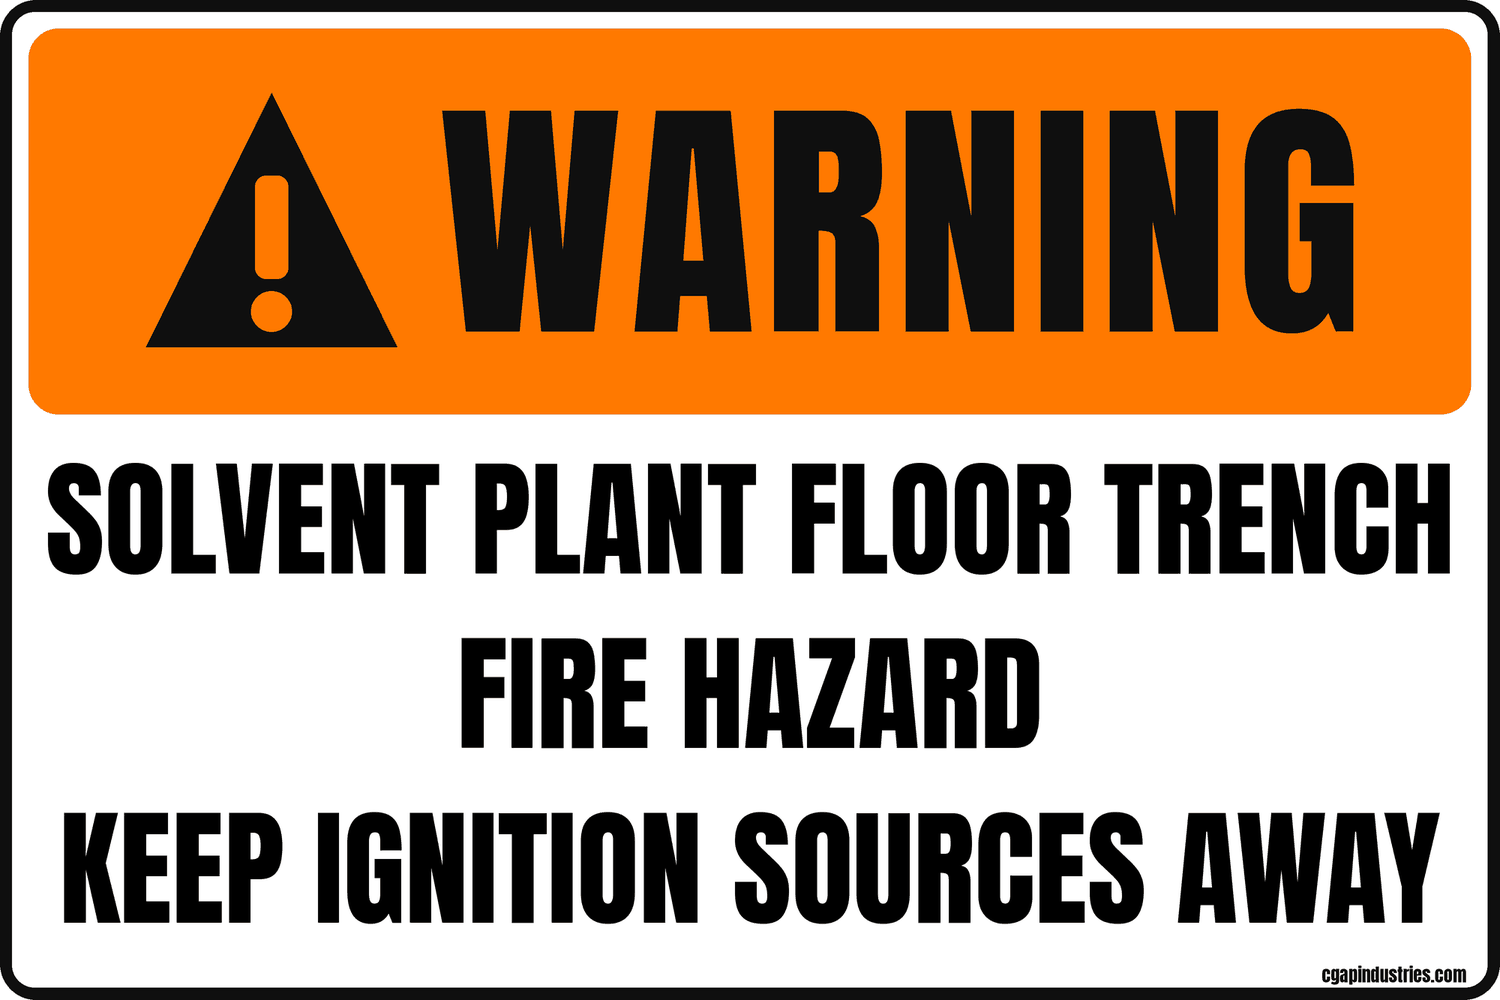 WARNING
SOLVENT PLANT FLOOR TRENCH
FIRE HAZARD
KEEP IGNITION SOURCES AWAY
cgapindustries.com